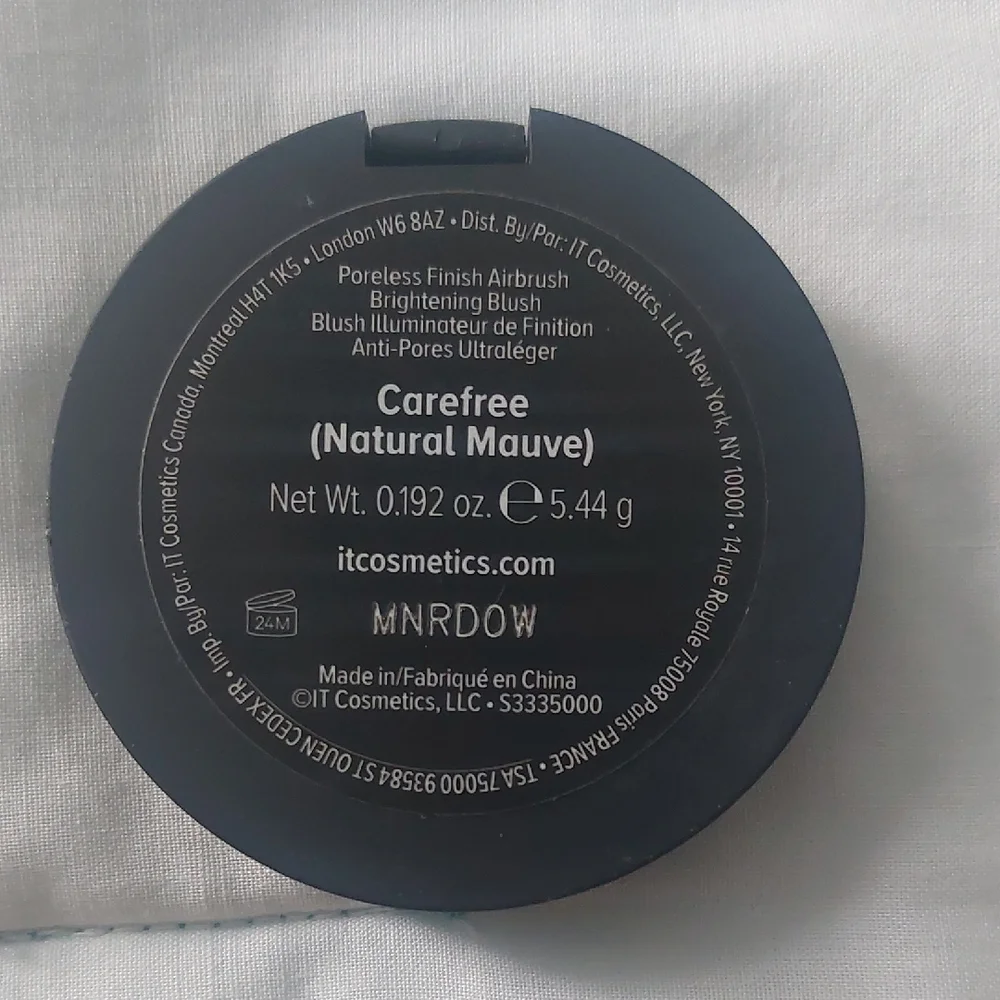 Poreless Finish Airbrush
Brightening Blush
Blush Illuminateur de Finition
Anti-Pores Ultraléger
Carefree
(Natural Mauve)
Net Wt. 0.192 oz. ℮ 5.44 g
itcosmetics.com
24M
MNRD0W
Made in/Fabriqué en China
©IT Cosmetics, LLC • S3335000
Dist. By/Par: IT Cosmetics, LLC, New York, NY 10001 • 14 rue Royale 75008 Paris FRANCE • TSA 75000 93584 ST OUEN CEDEX FR • Imp. By/Par: IT Cosmetics Canada, Montreal H4T 1K5 • London W6 8AZ •